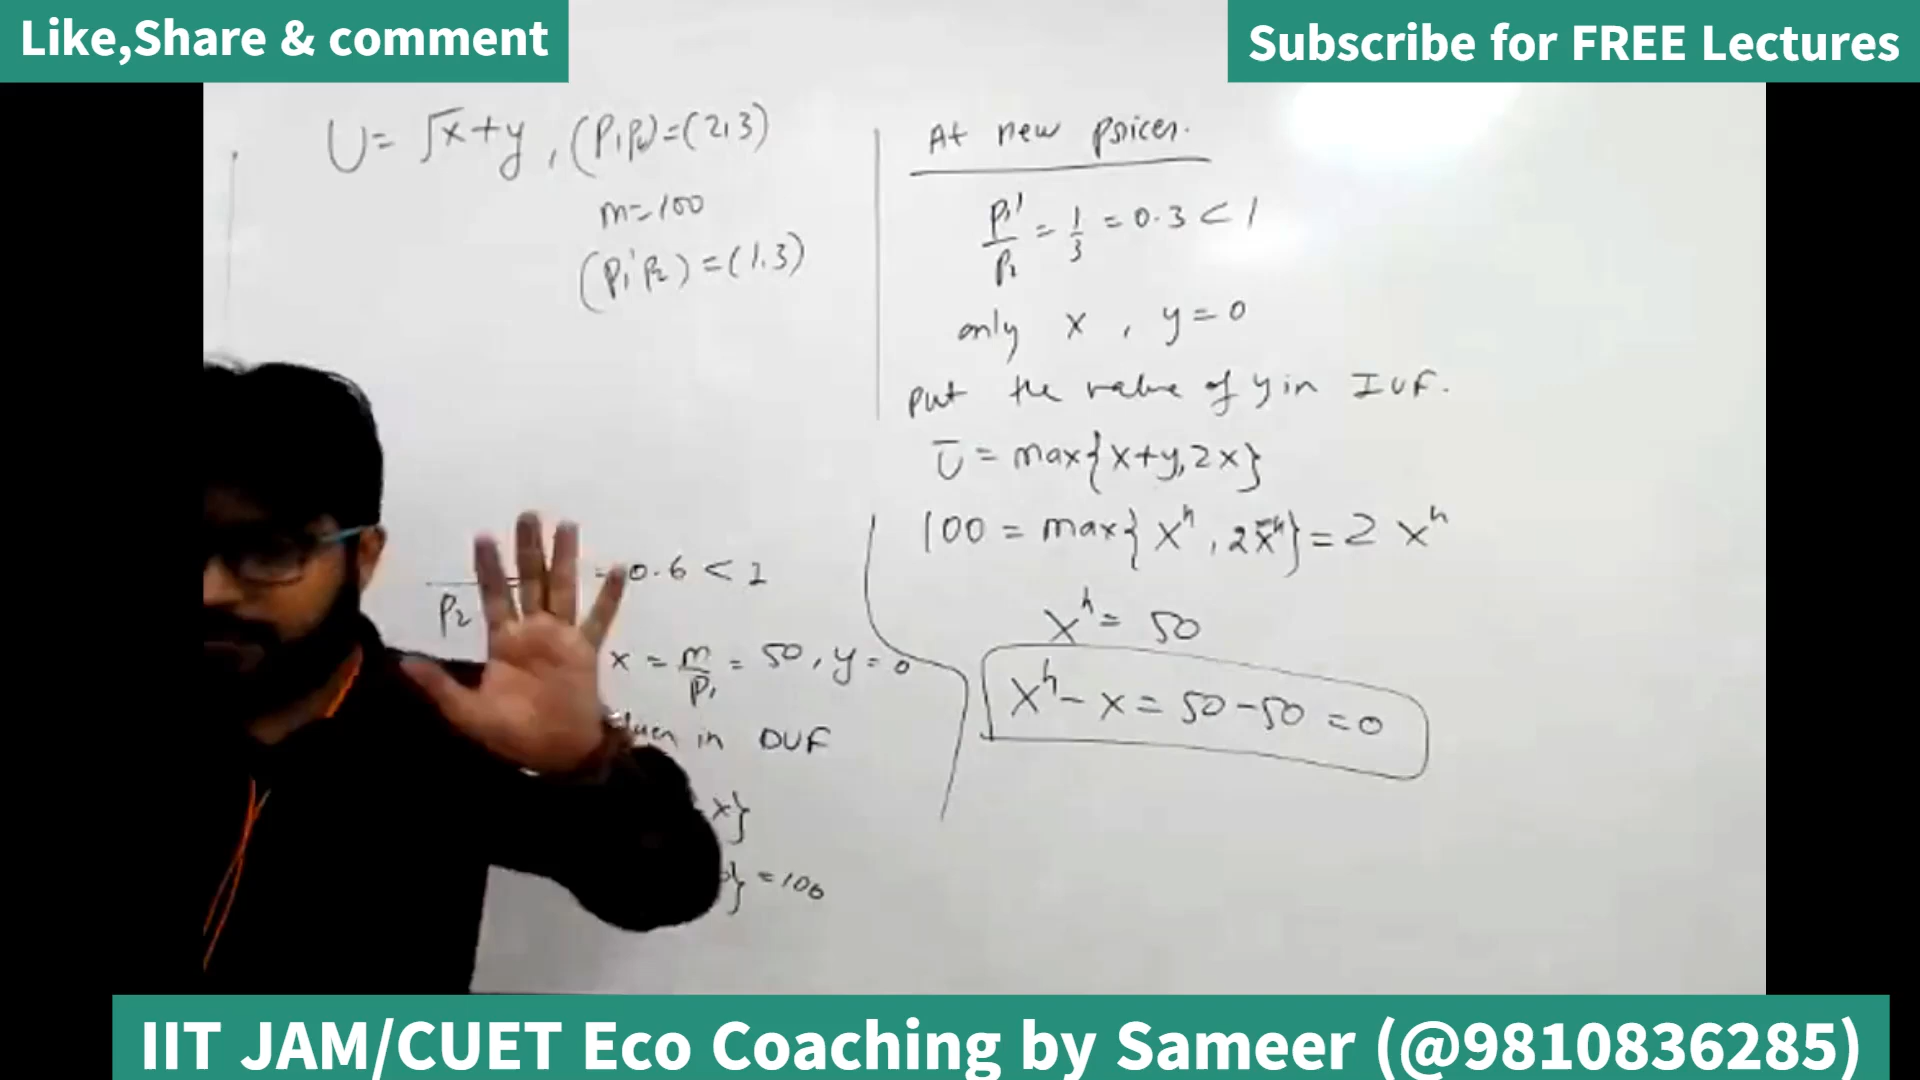 Like,Share & comment
Subscribe for FREE Lectures
U= √x+y , (P₁P₂)=(2,3)
m=100
(P₁'P₂)=(1,3)
= 0.6 < 1
P₂
x = m/P₁ = 50, y=0
in DUF
x}
} =100
At new prices.
P₁'/P₂ = 1/3 = 0.3 < 1
only x , y=0
put the value of y in IUF.
Ū = max{x+y,2x}
100 = max{xʰ, 2xʰ} = 2xʰ
xʰ= 50
xʰ- x = 50-50 = 0
IIT JAM/CUET Eco Coaching by Sameer (@9810836285)